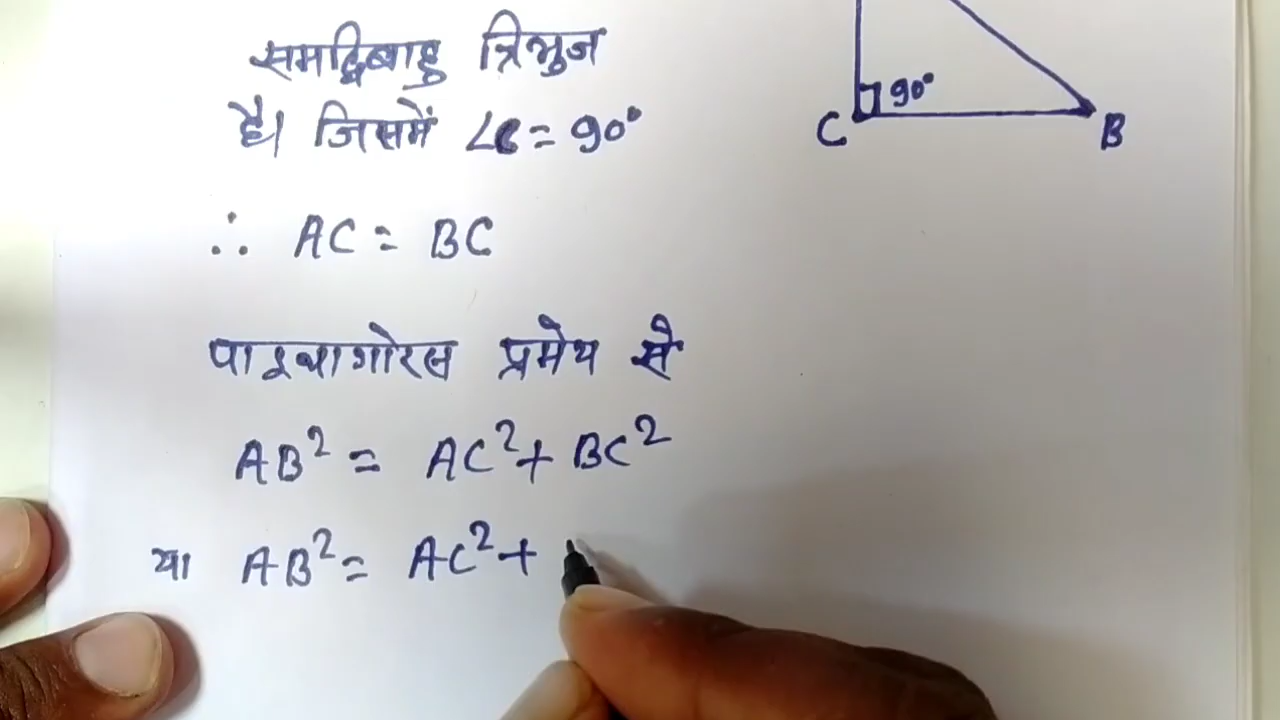 समद्विबाहु त्रिभुज
है। जिसमें ∠C = 90°
∴ AC = BC
पाइथागोरस प्रमेय से
AB² = AC² + BC²
या AB² = AC² +
90°
C
B